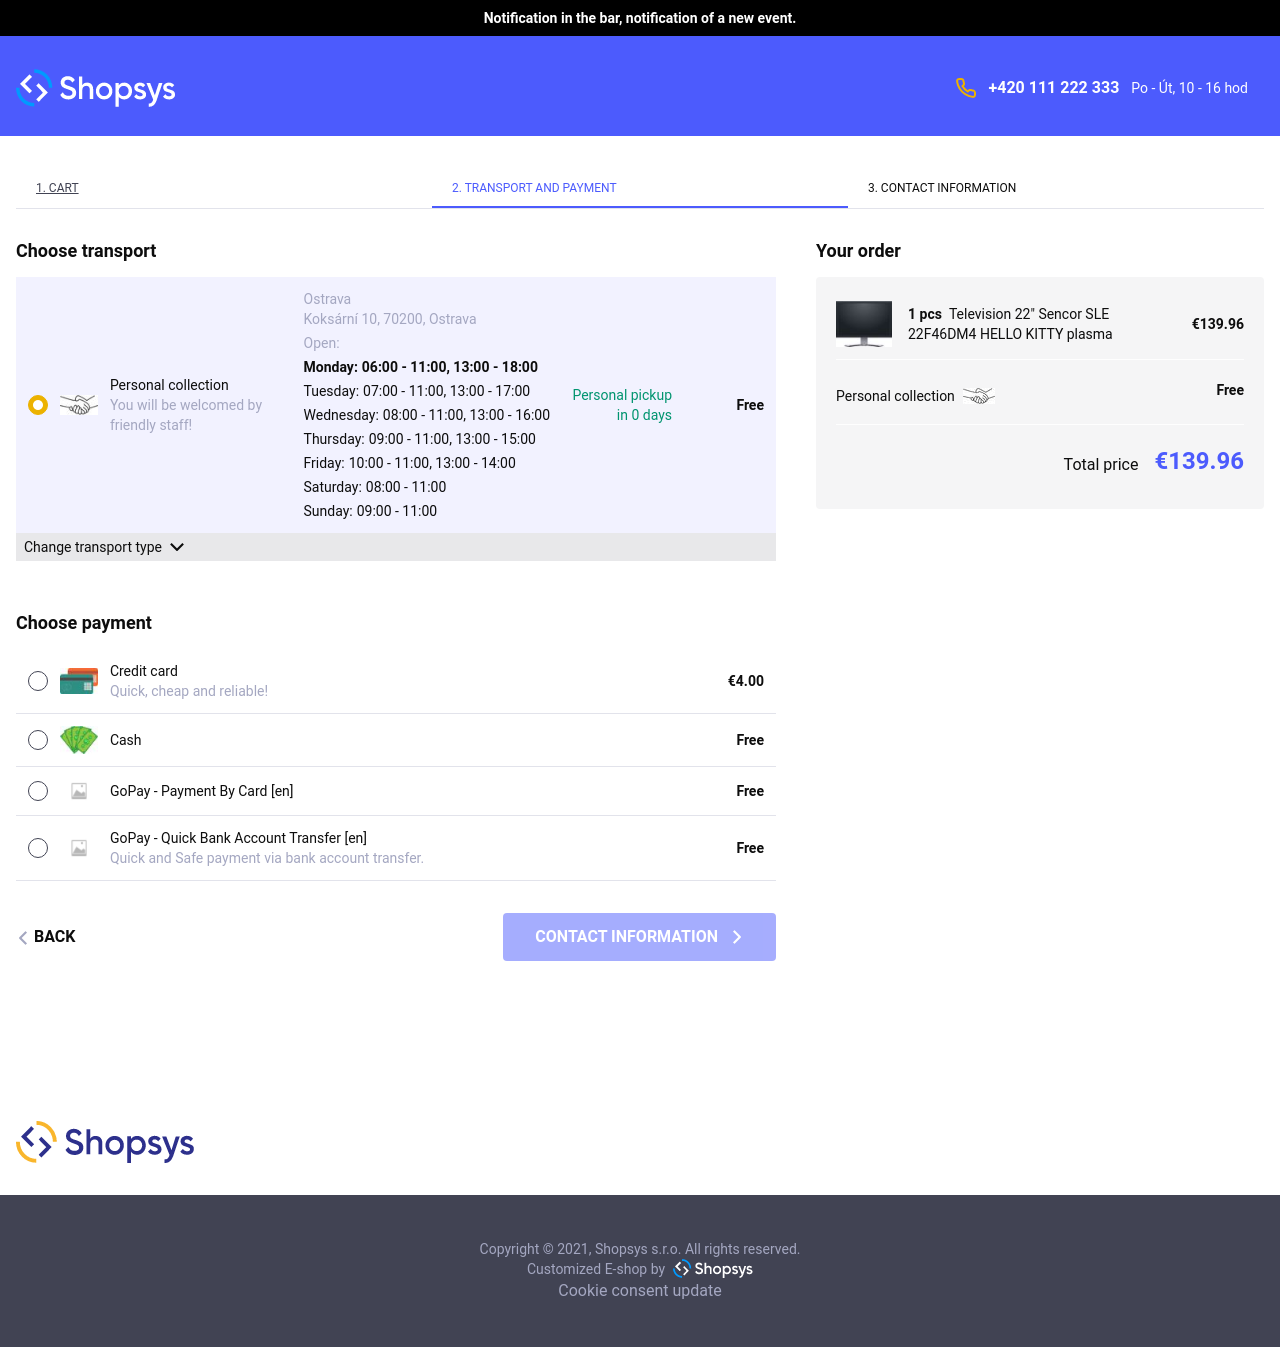 Notification in the bar, notification of a new event.
Shopsys
+420 111 222 333 Po - Út, 10 - 16 hod
1. CART
2. TRANSPORT AND PAYMENT
3. CONTACT INFORMATION
Choose transport
Personal collection
You will be welcomed by
friendly staff!
Ostrava
Koksární 10, 70200, Ostrava
Open:
Monday: 06:00 - 11:00, 13:00 - 18:00
Tuesday: 07:00 - 11:00, 13:00 - 17:00
Wednesday: 08:00 - 11:00, 13:00 - 16:00
Thursday: 09:00 - 11:00, 13:00 - 15:00
Friday: 10:00 - 11:00, 13:00 - 14:00
Saturday: 08:00 - 11:00
Sunday: 09:00 - 11:00
Personal pickup
in 0 days
Free
Change transport type
Your order
1 pcs Television 22" Sencor SLE
22F46DM4 HELLO KITTY plasma
€139.96
Personal collection
Free
Total price €139.96
Choose payment
Credit card
Quick, cheap and reliable!
€4.00
Cash
Free
GoPay - Payment By Card [en]
Free
GoPay - Quick Bank Account Transfer [en]
Quick and Safe payment via bank account transfer.
Free
BACK
CONTACT INFORMATION
Shopsys
Copyright © 2021, Shopsys s.r.o. All rights reserved.
Customized E-shop by Shopsys
Cookie consent update